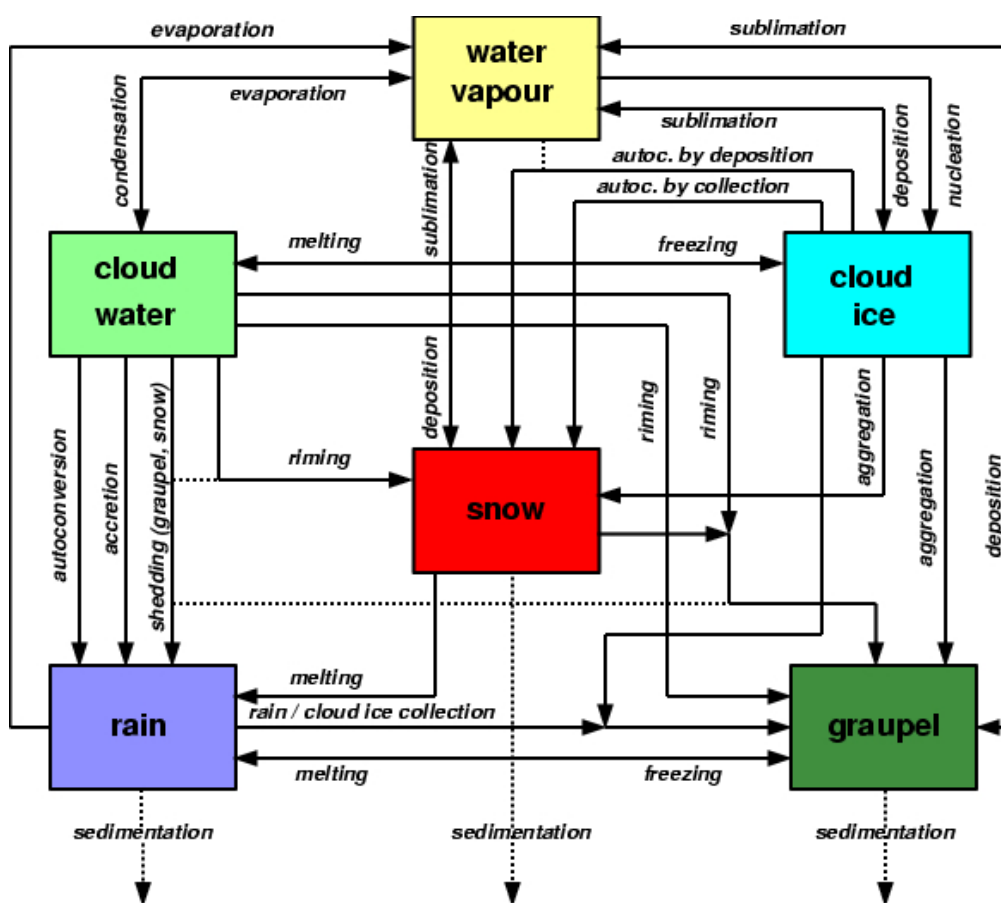 evaporation
sublimation
water
vapour
evaporation
sublimation
condensation
sublimation
autoc. by deposition
autoc. by collection
deposition
nucleation
melting
freezing
cloud
water
cloud
ice
deposition
riming
riming
aggregation
aggregation
deposition
autoconversion
accretion
shedding (graupel, snow)
riming
snow
melting
rain / cloud ice collection
rain
graupel
melting
freezing
sedimentation
sedimentation
sedimentation